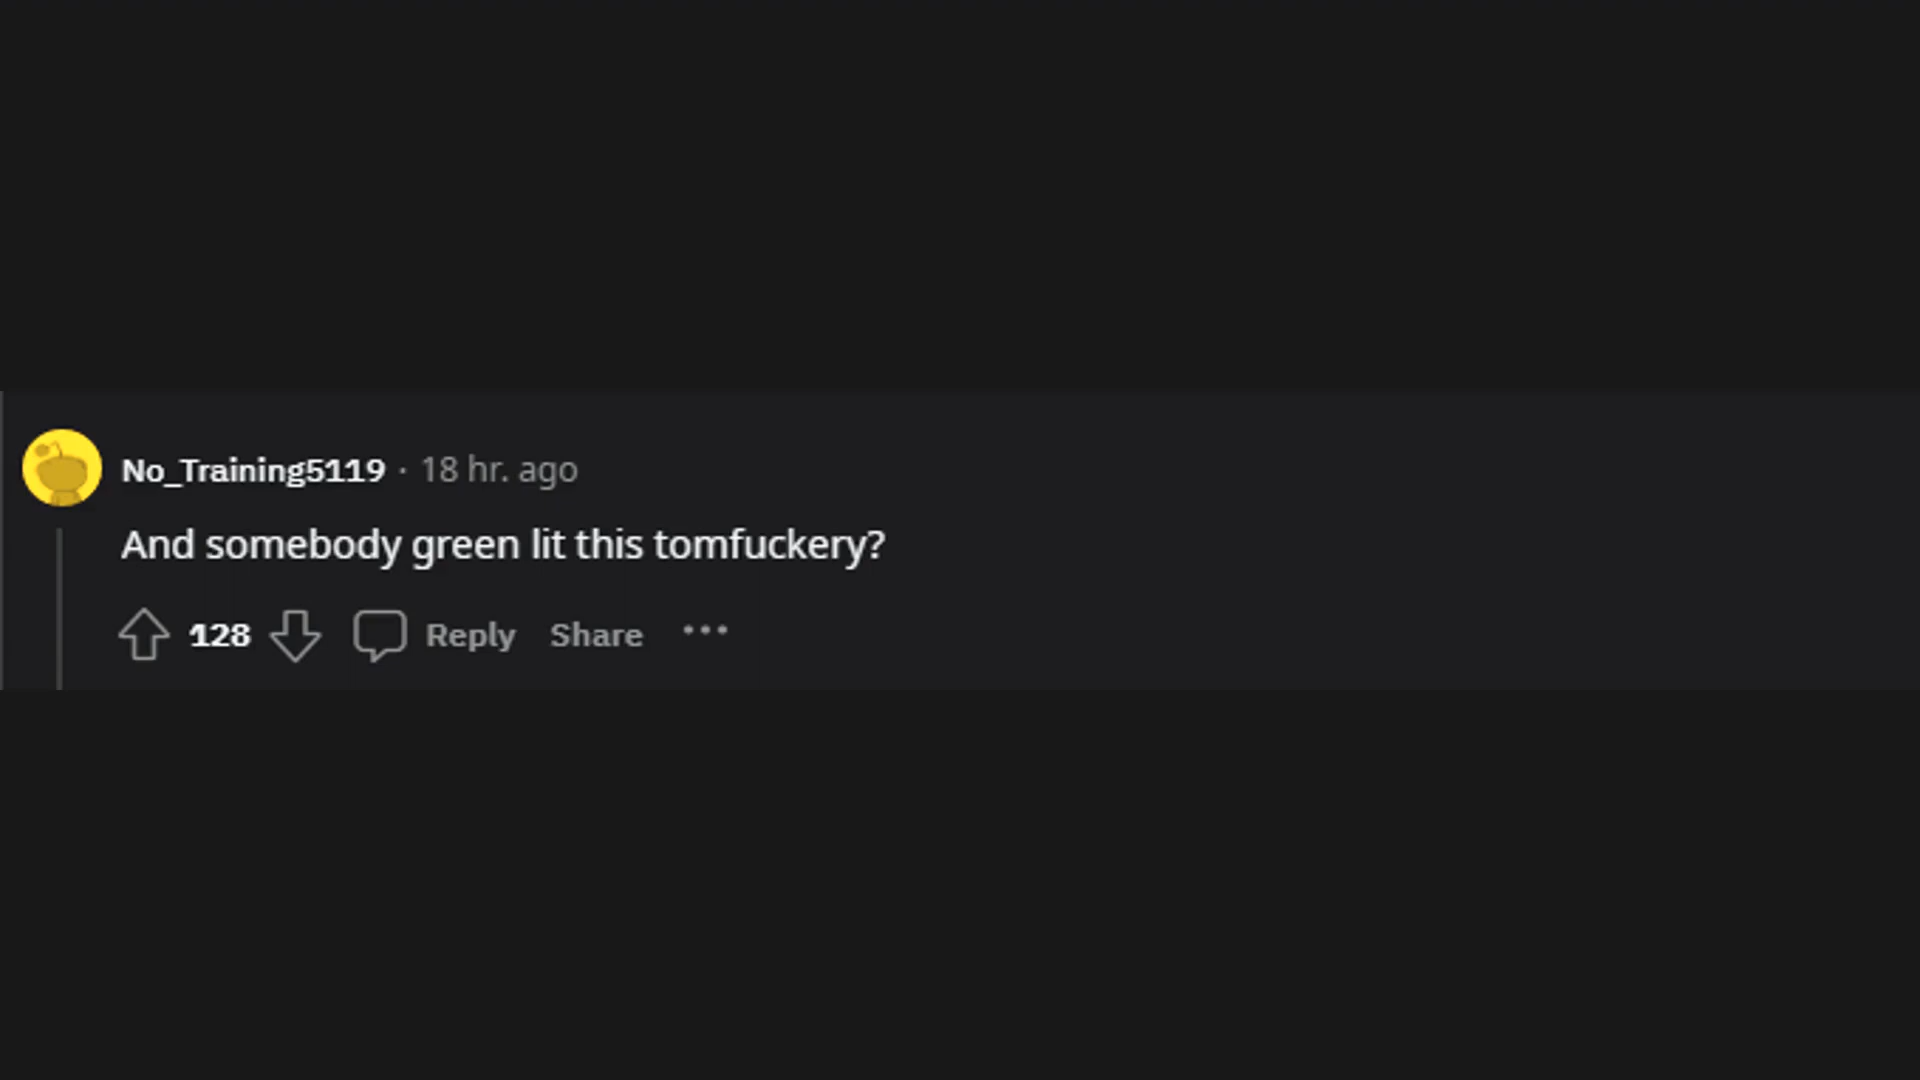 No_Training5119 · 18 hr. ago
And somebody green lit this tomfuckery?
128 Reply Share ···